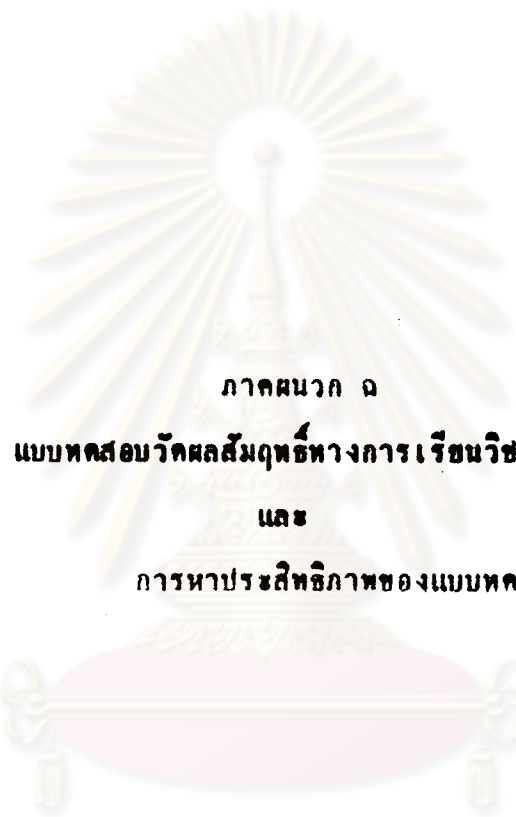 ภาคผนวก ฉ
แบบทดสอบวัดผลสัมฤทธิ์ทางการเรียนวิช
และ
การหาประสิทธิภาพของแบบทด